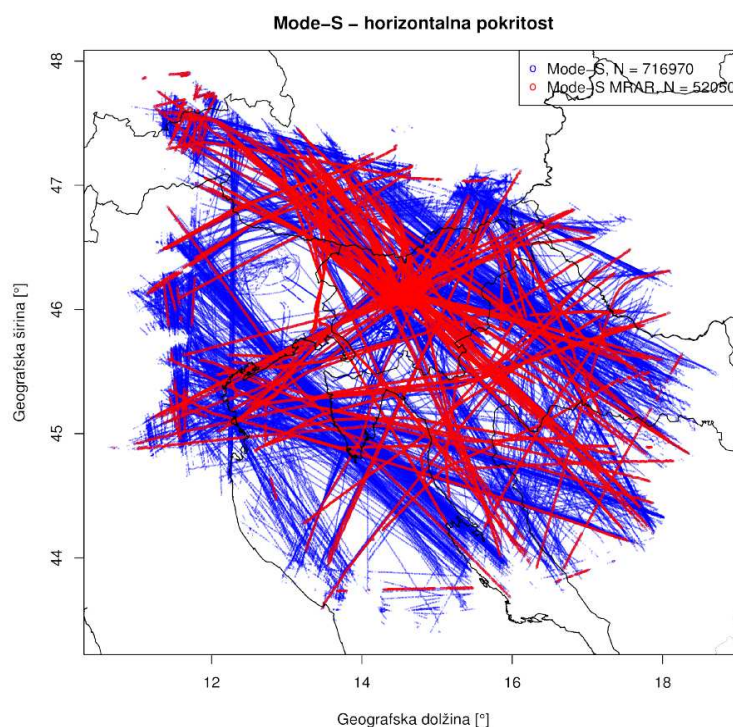 Mode-S - horizontalna pokritost
Mode-S, N = 716970
Mode-S MRAR, N = 52050
48
47
46
45
44
Geografska širina [°]
12
14
16
18
Geografska dolžina [°]